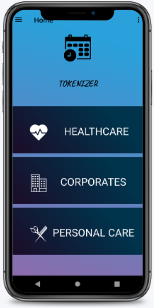 Home
TOKENIZER
HEALTHCARE
CORPORATES
PERSONAL CARE